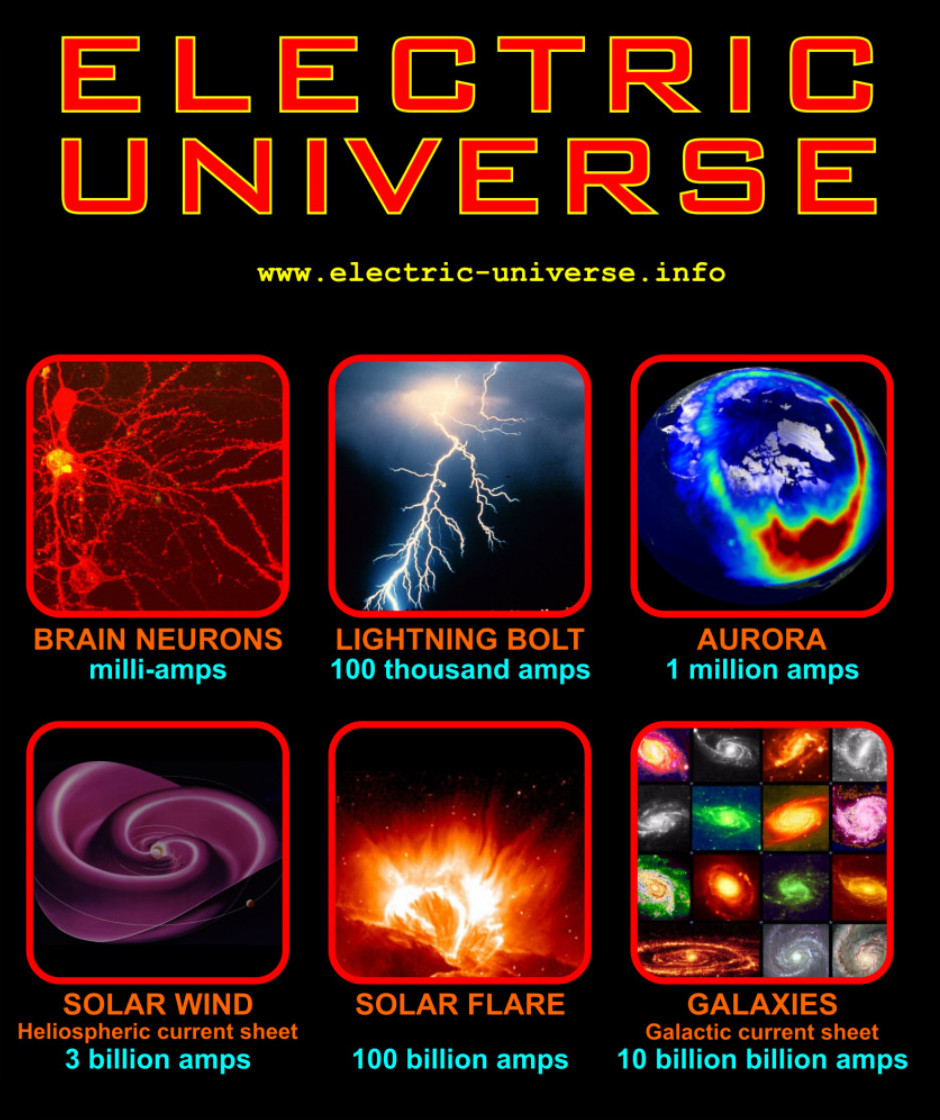 ELECTRIC
UNIVERSE
www.electric-universe.info
BRAIN NEURONS
milli-amps
LIGHTNING BOLT
100 thousand amps
AURORA
1 million amps
SOLAR WIND
Heliospheric current sheet
3 billion amps
SOLAR FLARE
100 billion amps
GALAXIES
Galactic current sheet
10 billion billion amps